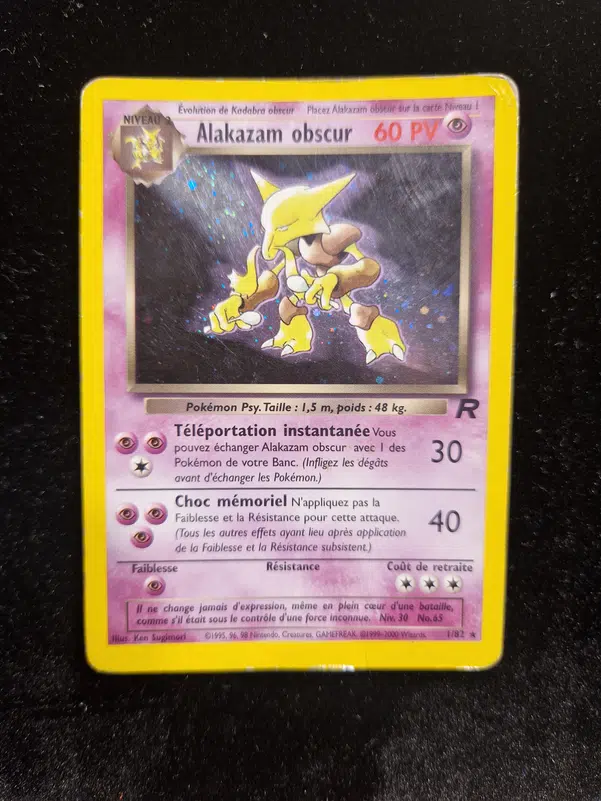 Évolution de Kadabra obscur Placez Alakazam obscur sur la carte Niveau 1
NIVEAU 2
Alakazam obscur 60 PV
Pokémon Psy. Taille : 1,5 m, poids : 48 kg.
R
Téléportation instantanée Vous
pouvez échanger Alakazam obscur avec 1 des
Pokémon de votre Banc. (Infligez les dégâts
avant d'échanger les Pokémon.)
30
Choc mémoriel N'appliquez pas la
Faiblesse et la Résistance pour cette attaque.
(Tous les autres effets ayant lieu après application
de la Faiblesse et la Résistance subsistent.)
40
Faiblesse Résistance Coût de retraite
Il ne change jamais d'expression, même en plein cœur d'une bataille,
comme s'il était sous le contrôle d'une force inconnue. Niv. 30 No. 65
Illus. Ken Sugimori ©1995, 96, 98 Nintendo, Creatures, GAMEFREAK. ©1999-2000 Wizards. 1/82 ★